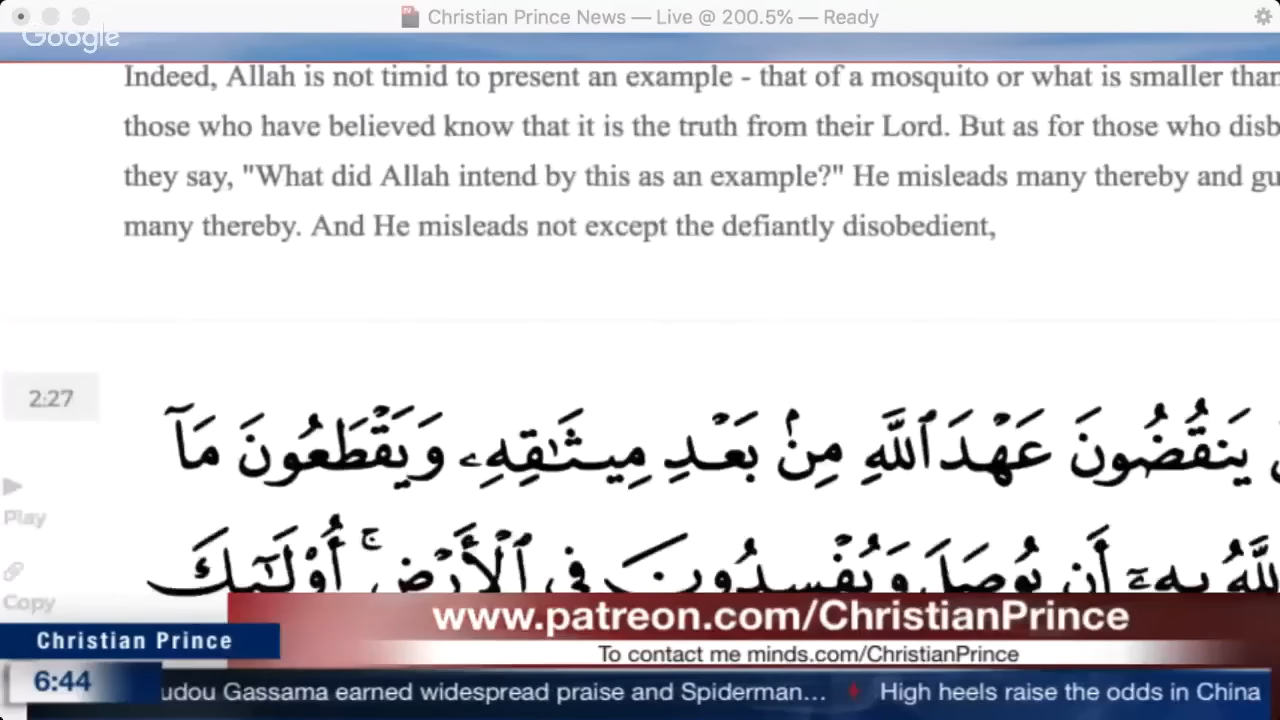 Christian Prince News — Live @ 200.5% — Ready
Google
Indeed, Allah is not timid to present an example - that of a mosquito or what is smaller than
those who have believed know that it is the truth from their Lord. But as for those who disb
they say, "What did Allah intend by this as an example?" He misleads many thereby and gu
many thereby. And He misleads not except the defiantly disobedient,
2:27
يَنقُضُونَ عَهْدَ ٱللَّهِ مِنۢ بَعْدِ مِيثَـٰقِهِۦ وَيَقْطَعُونَ مَآ
Play
للَّهُ بِهِۦٓ أَن يُوصَلَ وَيُفْسِدُونَ فِى ٱلْأَرْضِ ۚ أُو۟لَـٰٓئِكَ
Copy
www.patreon.com/ChristianPrince
Christian Prince
To contact me minds.com/ChristianPrince
6:44
udou Gassama earned widespread praise and Spiderman... High heels raise the odds in China